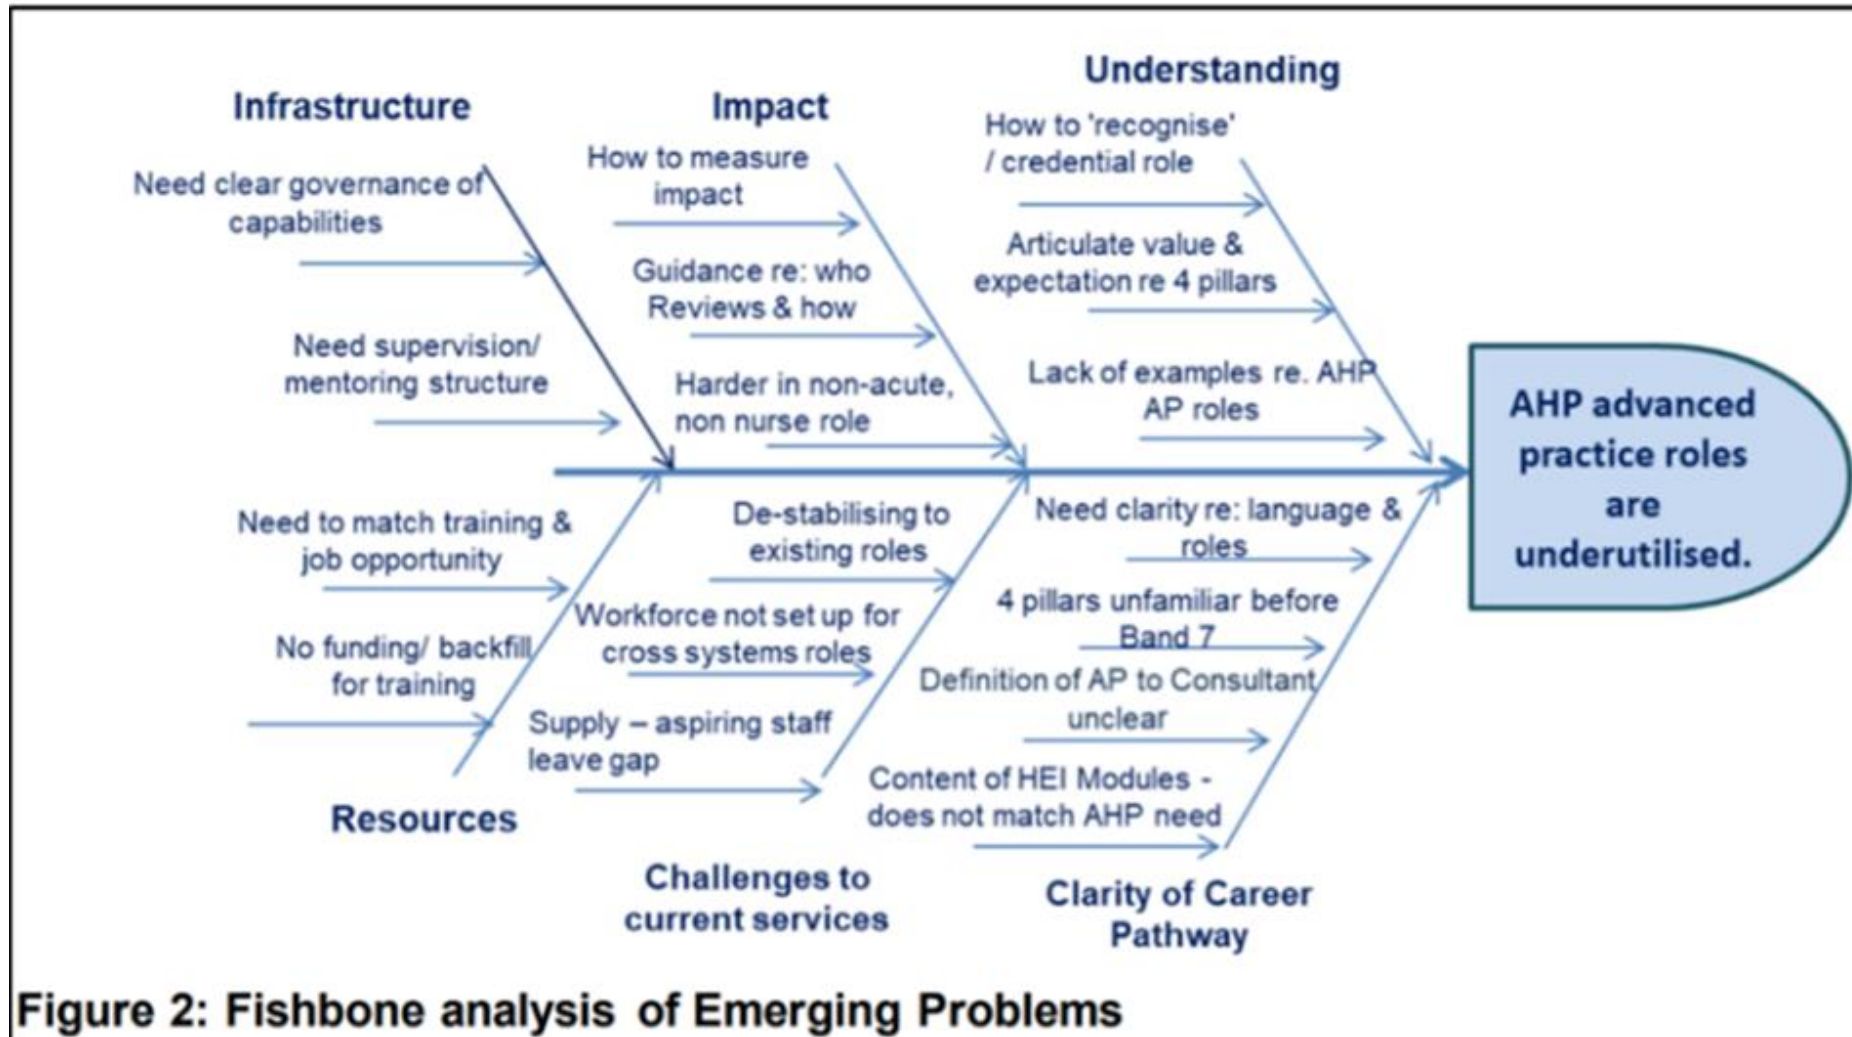 Infrastructure
Need clear governance of
capabilities
Need supervision/
mentoring structure
Impact
How to measure
impact
Guidance re: who
Reviews & how
Harder in non-acute,
non nurse role
Understanding
How to 'recognise'
/ credential role
Articulate value &
expectation re 4 pillars
Lack of examples re. AHP
AP roles
AHP advanced
practice roles
are
underutilised.
Need to match training &
job opportunity
No funding/ backfill
for training
Resources
De-stabilising to
existing roles
Workforce not set up for
cross systems roles
Supply – aspiring staff
leave gap
Challenges to
current services
Need clarity re: language &
roles
4 pillars unfamiliar before
Band 7
Definition of AP to Consultant
unclear
Content of HEI Modules -
does not match AHP need
Clarity of Career
Pathway
Figure 2: Fishbone analysis of Emerging Problems